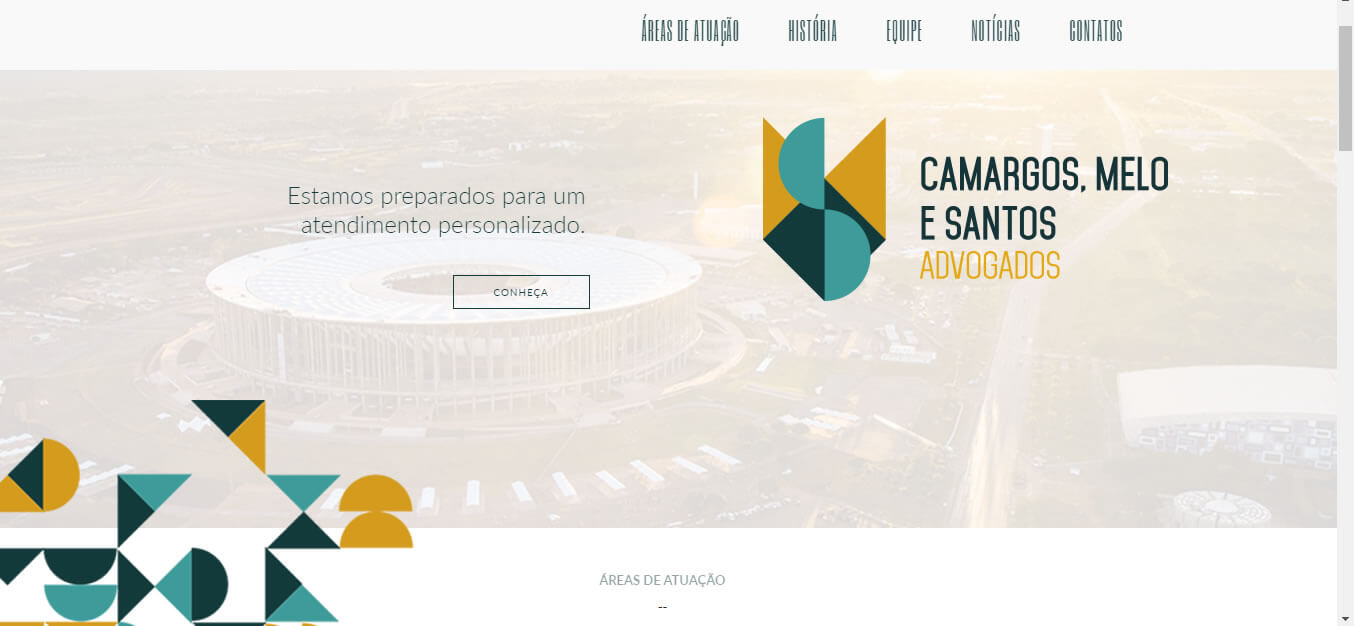 ÁREAS DE ATUAÇÃO HISTÓRIA EQUIPE NOTÍCIAS CONTATOS
Estamos preparados para um
atendimento personalizado.
CONHEÇA
CAMARGOS, MELO
E SANTOS
ADVOGADOS
ÁREAS DE ATUAÇÃO
--